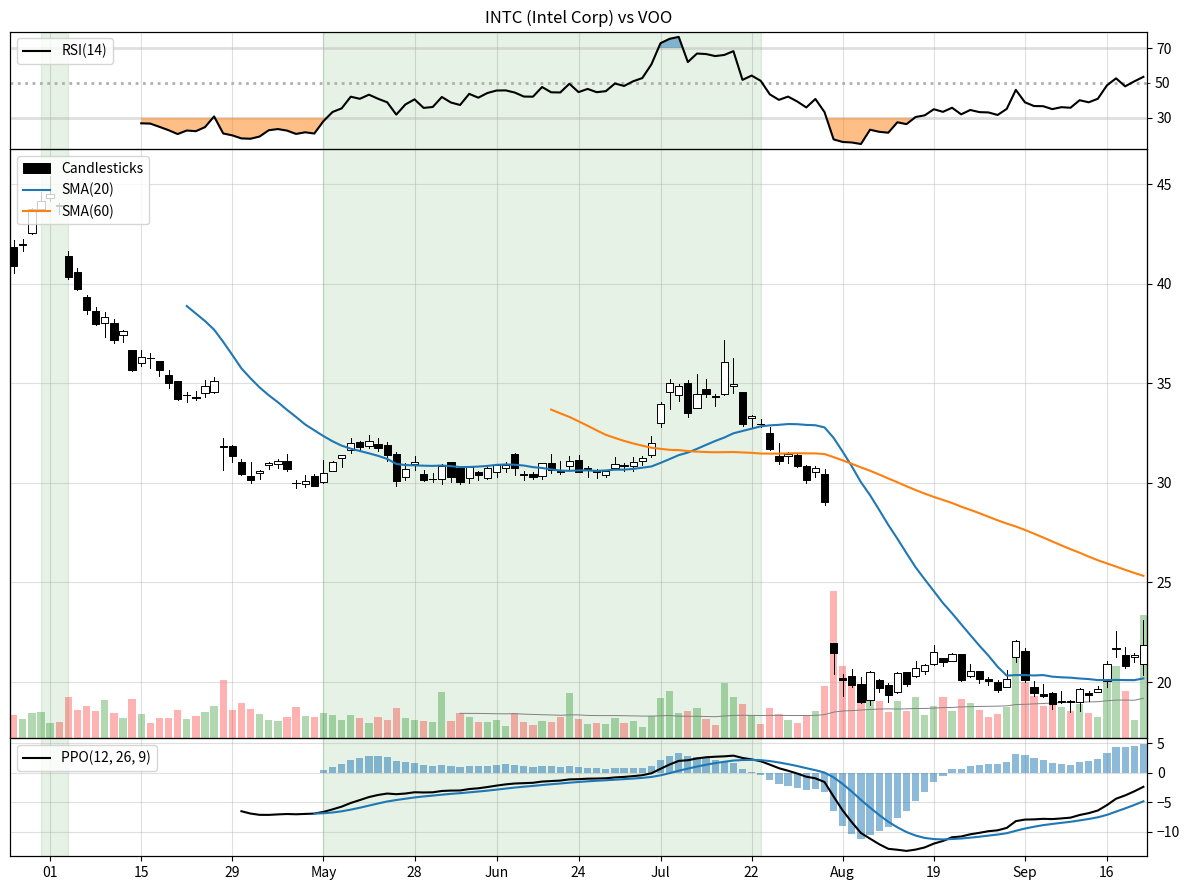 INTC (Intel Corp) vs VOO
RSI(14)
70
50
30
Candlesticks
SMA(20)
SMA(60)
45
40
35
30
25
20
PPO(12, 26, 9)
5
0
−5
−10
01 15 29 May 28 Jun 24 Jul 22 Aug 19 Sep 16